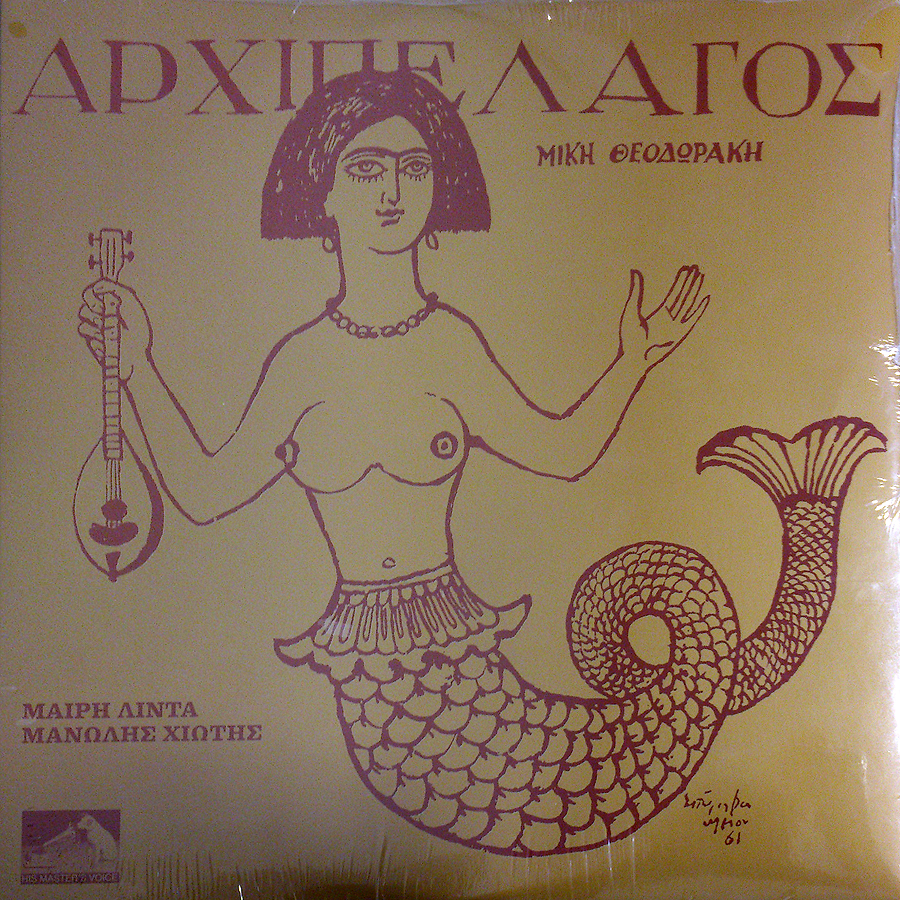 ΑΡΧΙΠΕΛΑΓΟΣ
ΜΙΚΗ ΘΕΟΔΩΡΑΚΗ
ΜΑΙΡΗ ΛΙΝΤΑ
ΜΑΝΩΛΗΣ ΧΙΩΤΗΣ
HIS MASTER'S VOICE
61